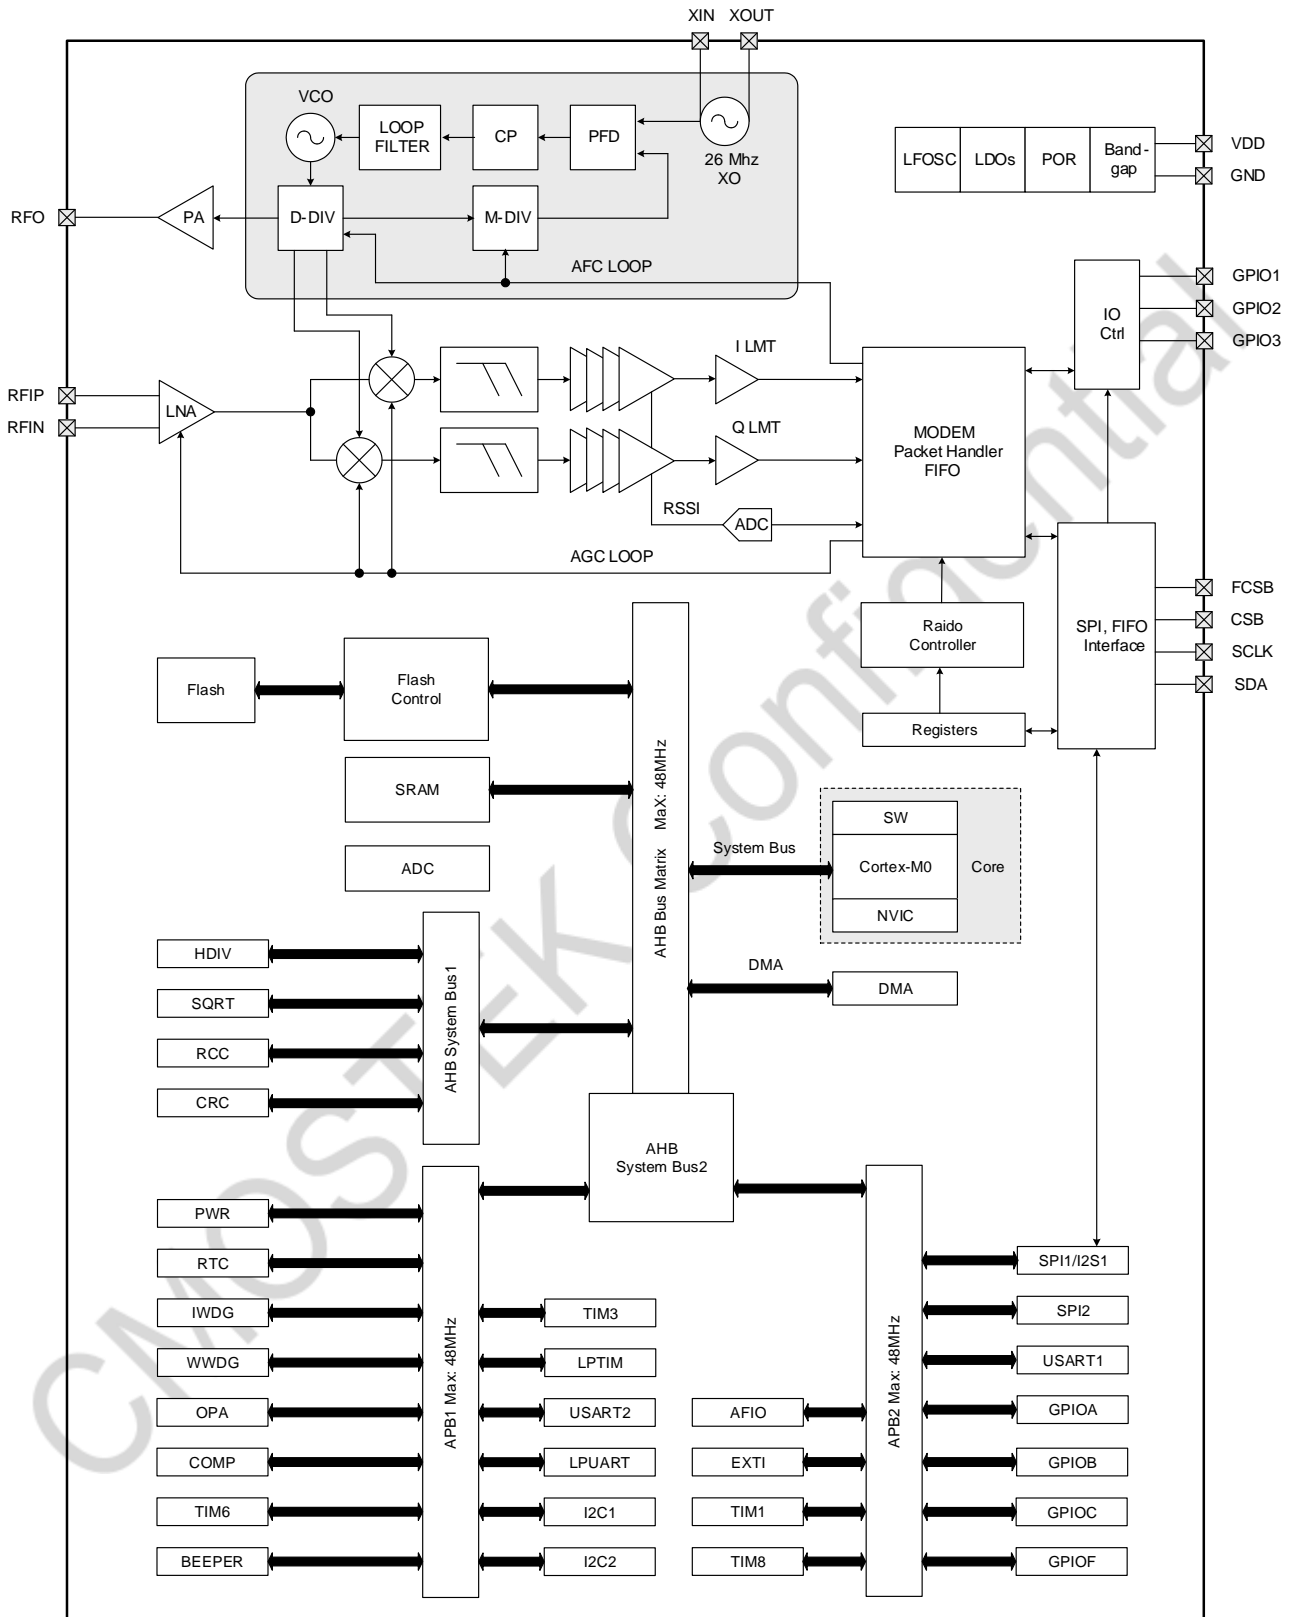 XIN XOUT
VCO
LOOP
FILTER
CP
PFD
26 Mhz
XO
LFOSC
LDOs
POR
Band-
gap
VDD
GND
RFO
PA
D-DIV
M-DIV
AFC LOOP
IO
Ctrl
GPIO1
GPIO2
GPIO3
I LMT
RFIP
RFIN
LNA
Q LMT
MODEM
Packet Handler
FIFO
RSSI
ADC
AGC LOOP
Raido
Controller
SPI, FIFO
Interface
FCSB
CSB
SCLK
SDA
Registers
Flash
Flash
Control
SRAM
ADC
AHB Bus Matrix MaX: 48MHz
System Bus
SW
Cortex-M0
NVIC
Core
DMA
DMA
HDIV
SQRT
RCC
CRC
AHB System Bus1
AHB
System Bus2
PWR
RTC
IWDG
WWDG
OPA
COMP
TIM6
BEEPER
APB1 Max: 48MHz
TIM3
LPTIM
USART2
LPUART
I2C1
I2C2
AFIO
EXTI
TIM1
TIM8
APB2 Max: 48MHz
SPI1/I2S1
SPI2
USART1
GPIOA
GPIOB
GPIOC
GPIOF
CMOSTEK Confidential